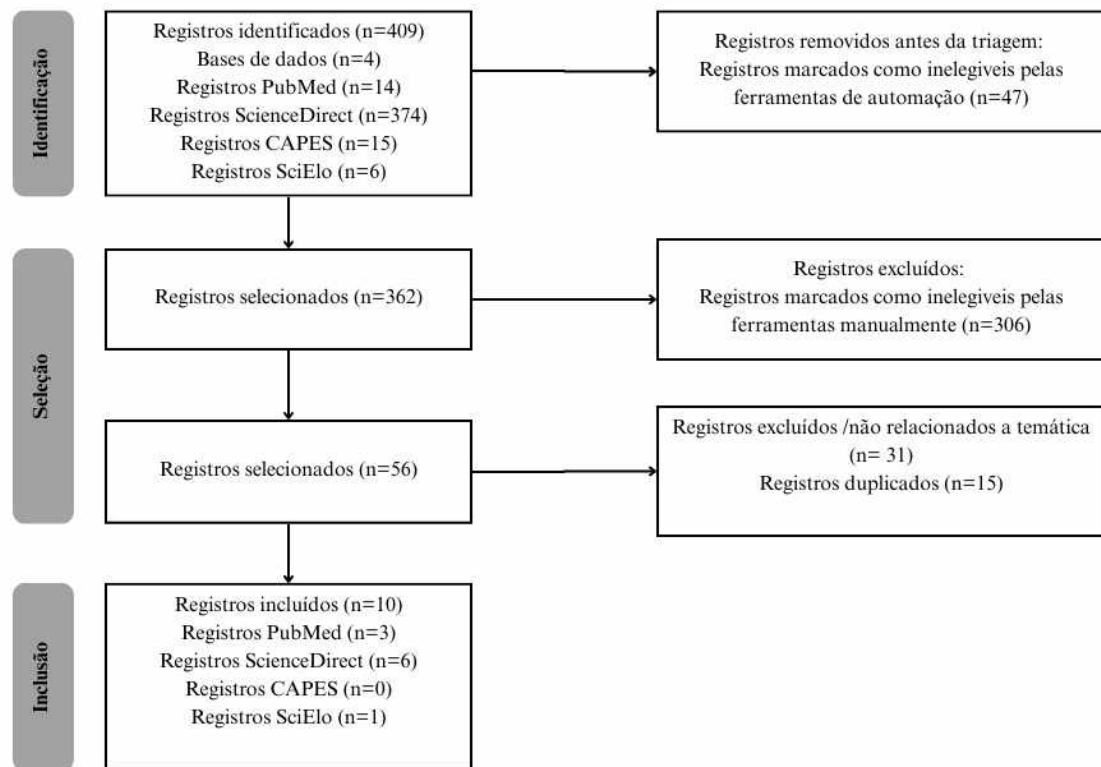 Identificação
Registros identificados (n=409)
Bases de dados (n=4)
Registros PubMed (n=14)
Registros ScienceDirect (n=374)
Registros CAPES (n=15)
Registros SciElo (n=6)
Registros removidos antes da triagem:
Registros marcados como inelegiveis pelas
ferramentas de automação (n=47)
Seleção
Registros selecionados (n=362)
Registros excluídos:
Registros marcados como inelegiveis pelas
ferramentas manualmente (n=306)
Registros selecionados (n=56)
Registros excluídos /não relacionados a temática
(n= 31)
Registros duplicados (n=15)
Inclusão
Registros incluídos (n=10)
Registros PubMed (n=3)
Registros ScienceDirect (n=6)
Registros CAPES (n=0)
Registros SciElo (n=1)